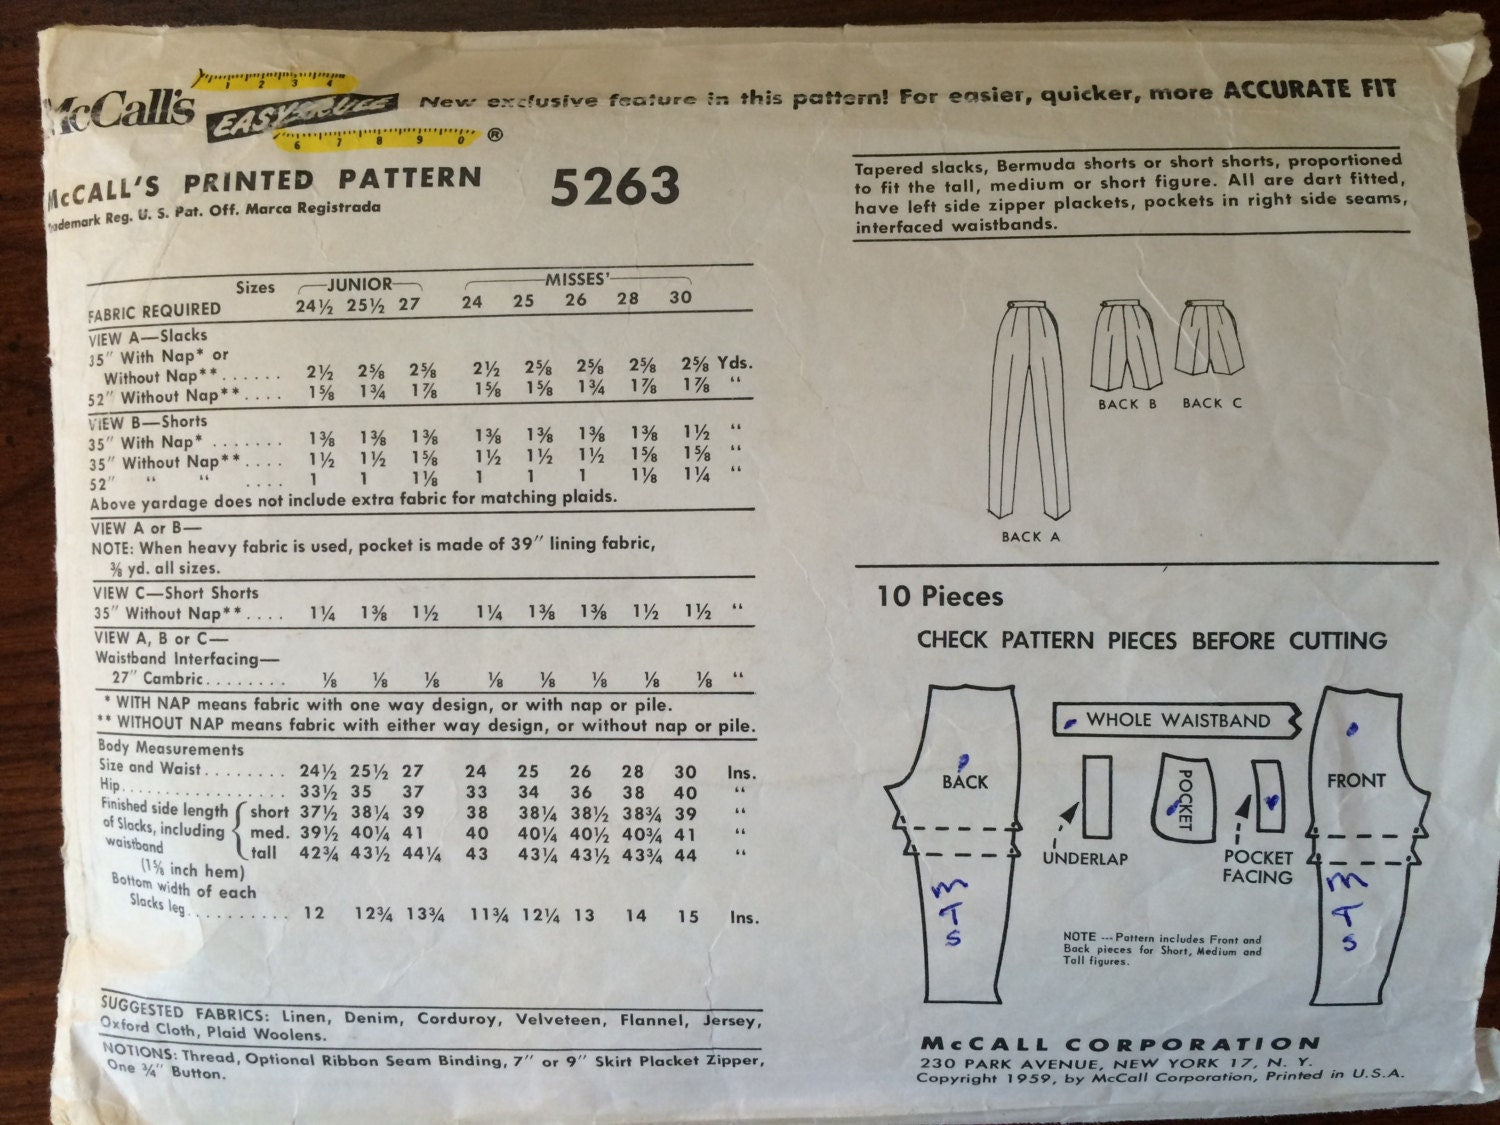 McCall's EASY-RULE ® New exclusive feature in this pattern! For easier, quicker, more ACCURATE FIT
1 2 3 4
6 7 8 9 0
McCALL'S PRINTED PATTERN 5263
Trademark Reg. U. S. Pat. Off. Marca Registrada
Sizes JUNIOR MISSES'
FABRIC REQUIRED 24½ 25½ 27 24 25 26 28 30
VIEW A—Slacks
35" With Nap* or
Without Nap** . . . . . . 2½ 2⅝ 2⅝ 2½ 2⅝ 2⅝ 2⅝ 2⅝ Yds.
52" Without Nap** . . . . 1⅝ 1¾ 1⅞ 1⅝ 1⅝ 1¾ 1⅞ 1⅞ "
VIEW B—Shorts
35" With Nap* . . . . . . . 1⅜ 1⅜ 1⅜ 1⅜ 1⅜ 1⅜ 1⅜ 1½ "
35" Without Nap** . . . . 1½ 1½ 1⅝ 1½ 1½ 1½ 1⅝ 1⅝ "
52" " " . . . . 1 1 1⅛ 1 1 1 1⅛ 1¼ "
Above yardage does not include extra fabric for matching plaids.
VIEW A or B—
NOTE: When heavy fabric is used, pocket is made of 39" lining fabric,
⅜ yd. all sizes.
VIEW C—Short Shorts
35" Without Nap** . . . . 1¼ 1⅜ 1½ 1¼ 1⅜ 1⅜ 1½ 1½ "
VIEW A, B or C—
Waistband Interfacing—
27" Cambric. . . . . . . . ⅛ ⅛ ⅛ ⅛ ⅛ ⅛ ⅛ ⅛ "
* WITH NAP means fabric with one way design, or with nap or pile.
** WITHOUT NAP means fabric with either way design, or without nap or pile.
Body Measurements
Size and Waist . . . . . . . . 24½ 25½ 27 24 25 26 28 30 Ins.
Hip. . . . . . . . . . . . . . . . 33½ 35 37 33 34 36 38 40 "
Finished side length short 37½ 38¼ 39 38 38¼ 38½ 38¾ 39 "
of Slacks, including med. 39½ 40¼ 41 40 40¼ 40½ 40¾ 41 "
waistband tall 42¾ 43½ 44¼ 43 43¼ 43½ 43¾ 44 "
(1⅝ inch hem)
Bottom width of each
Slacks leg. . . . . . . . . . 12 12¾ 13¾ 11¾ 12¼ 13 14 15 Ins.
SUGGESTED FABRICS: Linen, Denim, Corduroy, Velveteen, Flannel, Jersey,
Oxford Cloth, Plaid Woolens.
NOTIONS: Thread, Optional Ribbon Seam Binding, 7" or 9" Skirt Placket Zipper,
One ¾" Button.
Tapered slacks, Bermuda shorts or short shorts, proportioned
to fit the tall, medium or short figure. All are dart fitted,
have left side zipper plackets, pockets in right side seams,
interfaced waistbands.
BACK B BACK C
BACK A
10 Pieces
CHECK PATTERN PIECES BEFORE CUTTING
WHOLE WAISTBAND
BACK
POCKET
FRONT
UNDERLAP
POCKET
FACING
M
T
S
M
T
S
NOTE --- Pattern includes Front and
Back pieces for Short, Medium and
Tall figures.
McCALL CORPORATION
230 PARK AVENUE, NEW YORK 17, N. Y.
Copyright 1959, by McCall Corporation, Printed in U.S.A.